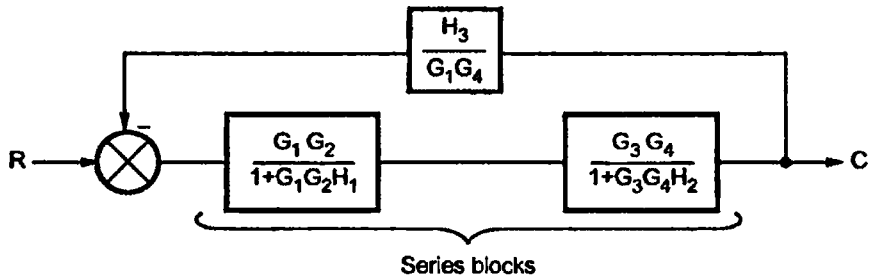 H₃
G₁G₄
–
R
G₁ G₂
1+G₁G₂H₁
G₃ G₄
1+G₃G₄H₂
C
Series blocks